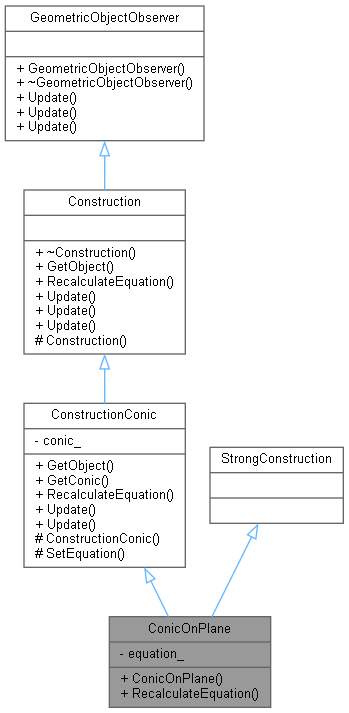 GeometricObjectObserver
+ GeometricObjectObserver()
+ ~GeometricObjectObserver()
+ Update()
+ Update()
+ Update()
Construction
+ ~Construction()
+ GetObject()
+ RecalculateEquation()
+ Update()
+ Update()
+ Update()
# Construction()
ConstructionConic
- conic_
+ GetObject()
+ GetConic()
+ RecalculateEquation()
+ Update()
+ Update()
# ConstructionConic()
# SetEquation()
StrongConstruction
ConicOnPlane
- equation_
+ ConicOnPlane()
+ RecalculateEquation()